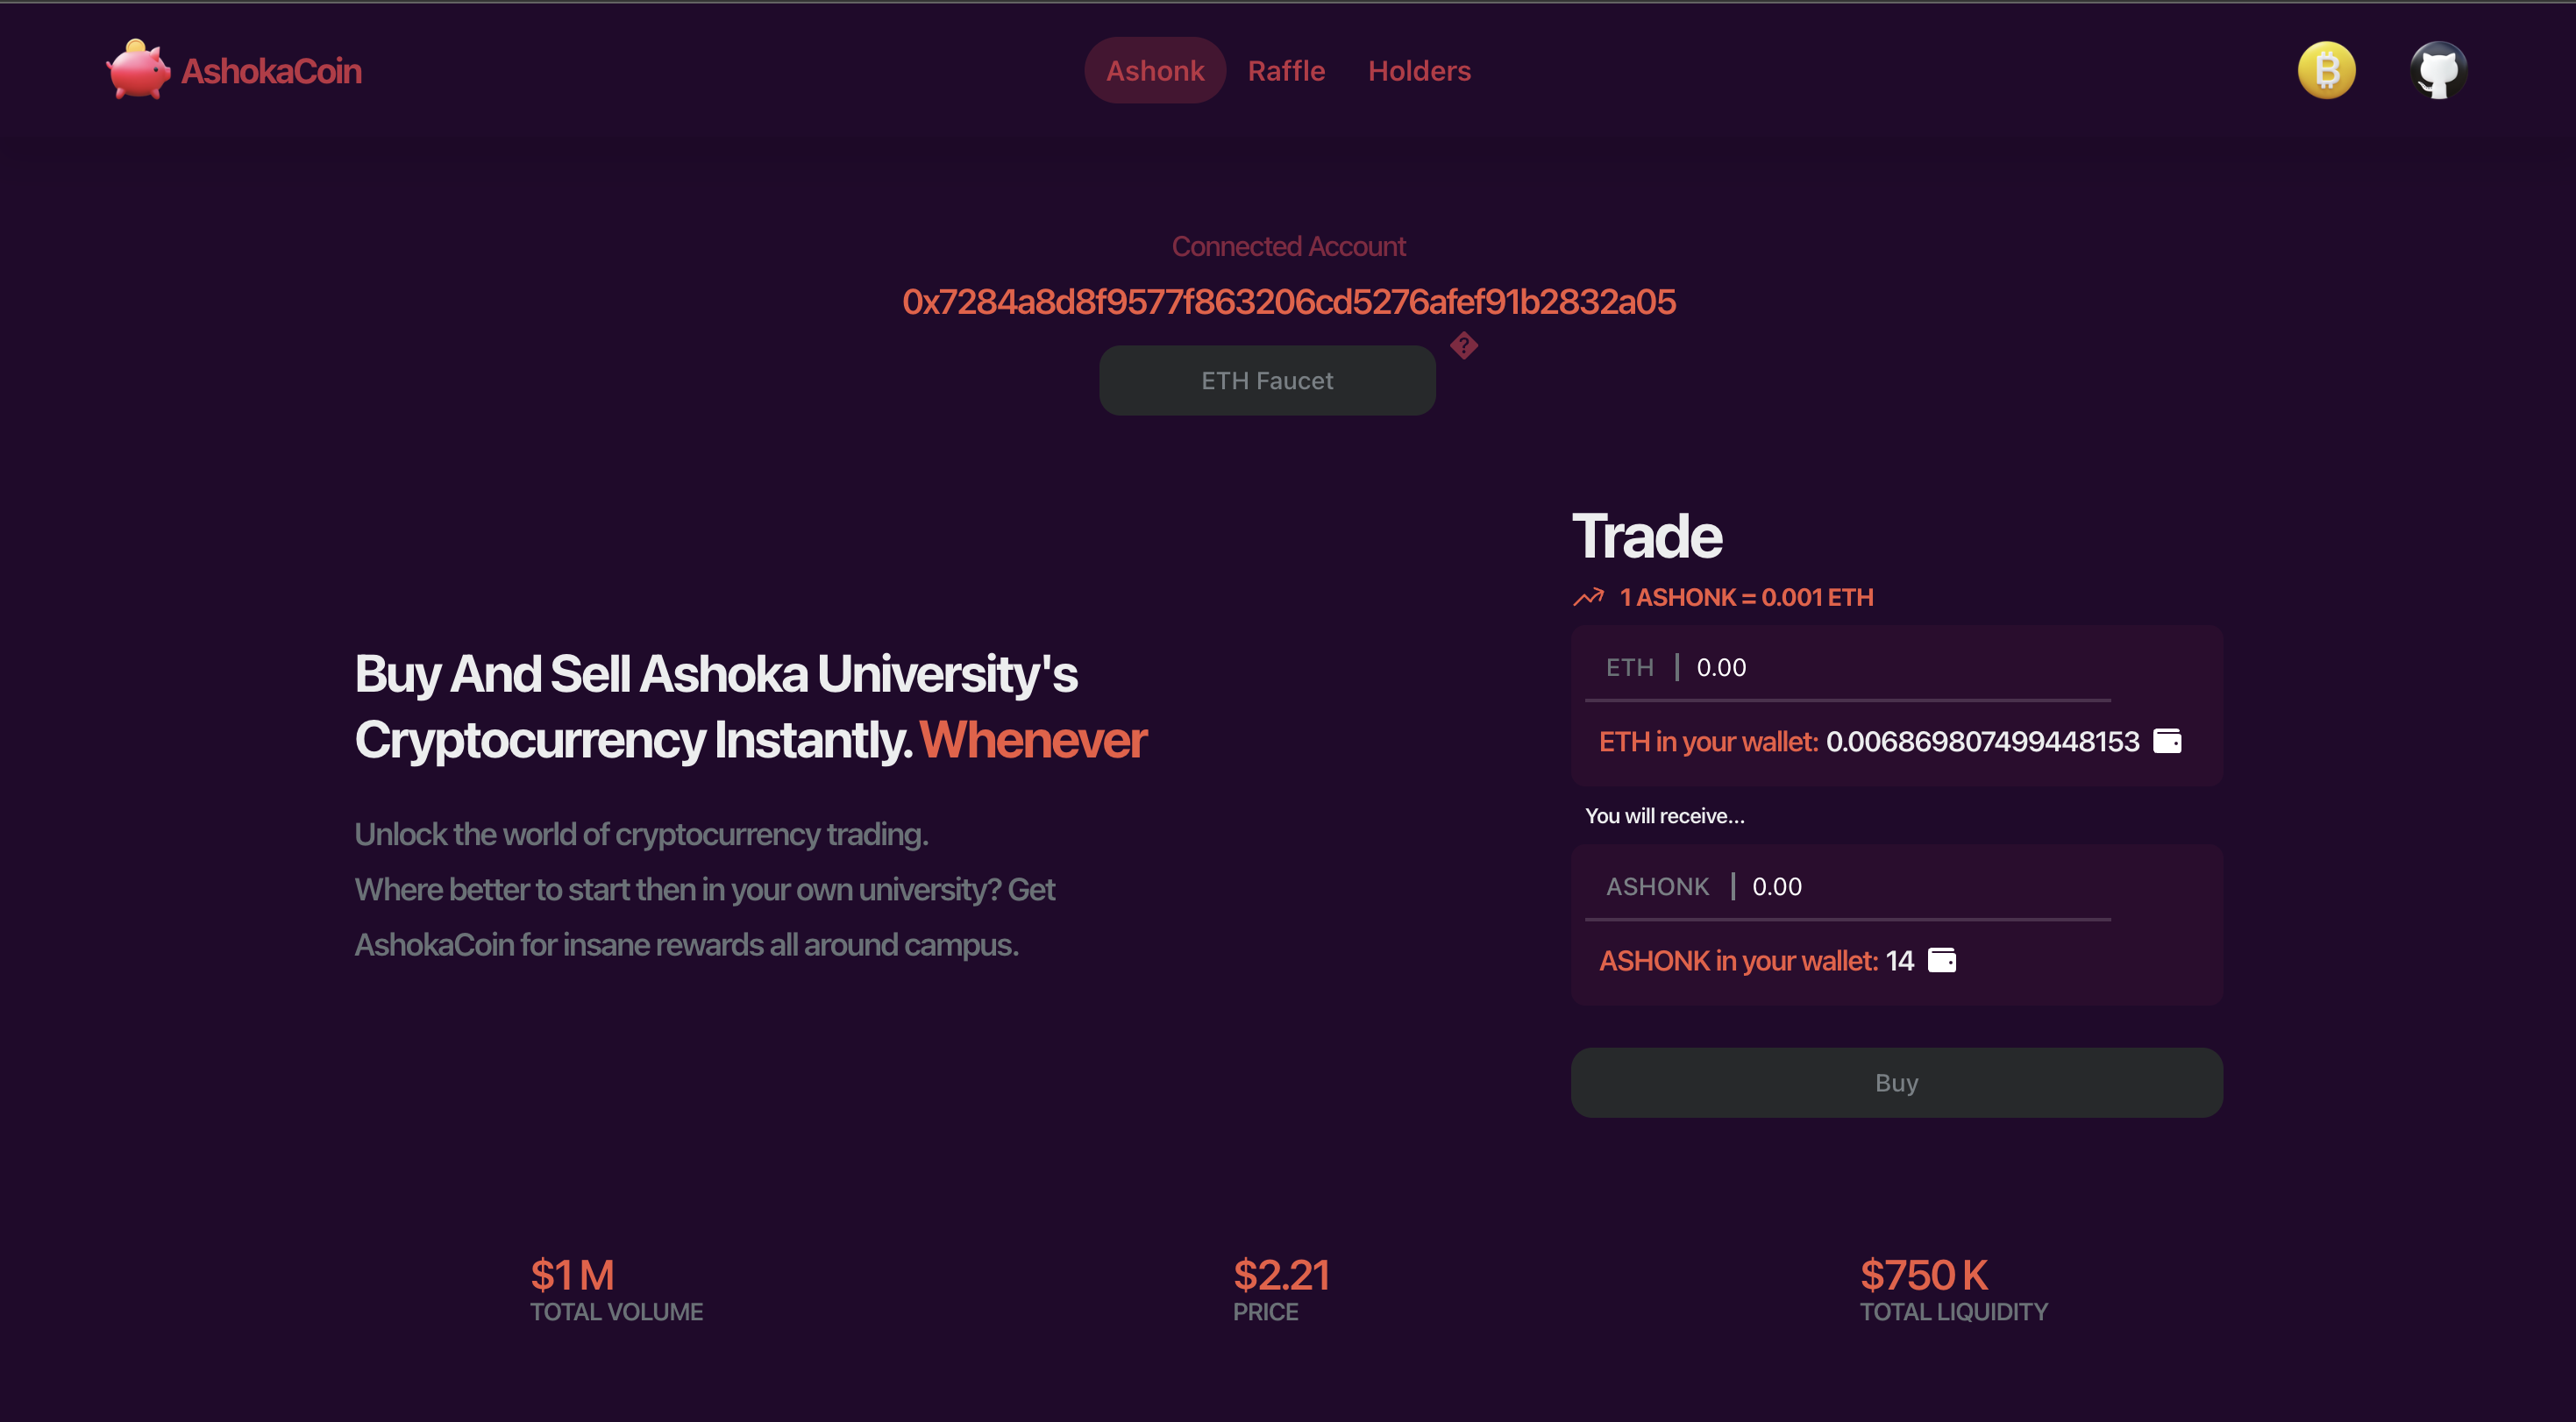 AshokaCoin
Ashonk Raffle Holders
Connected Account
0x7284a8d8f9577f863206cd5276afef91b2832a05
?
ETH Faucet
Trade
1 ASHONK = 0.001 ETH
ETH | 0.00
ETH in your wallet: 0.006869807499448153
You will receive...
ASHONK | 0.00
ASHONK in your wallet: 14
Buy
Buy And Sell Ashoka University's
Cryptocurrency Instantly. Whenever
Unlock the world of cryptocurrency trading.
Where better to start then in your own university? Get
AshokaCoin for insane rewards all around campus.
$1 M
TOTAL VOLUME
$2.21
PRICE
$750 K
TOTAL LIQUIDITY